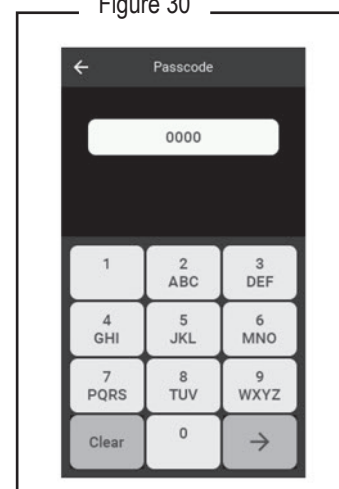 Figure 30
← Passcode
0000
1 2 3
ABC DEF
4 5 6
GHI JKL MNO
7 8 9
PQRS TUV WXYZ
Clear 0 →